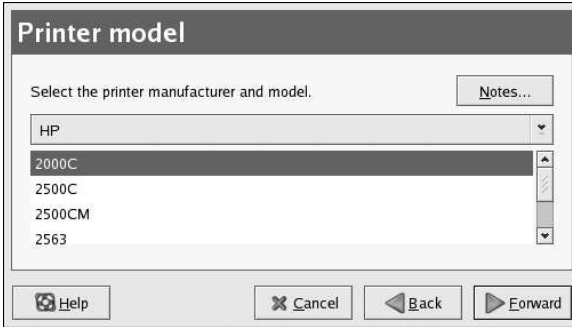 Printer model
Select the printer manufacturer and model.
Notes...
HP
2000C
2500C
2500CM
2563
Help
Cancel
Back
Forward